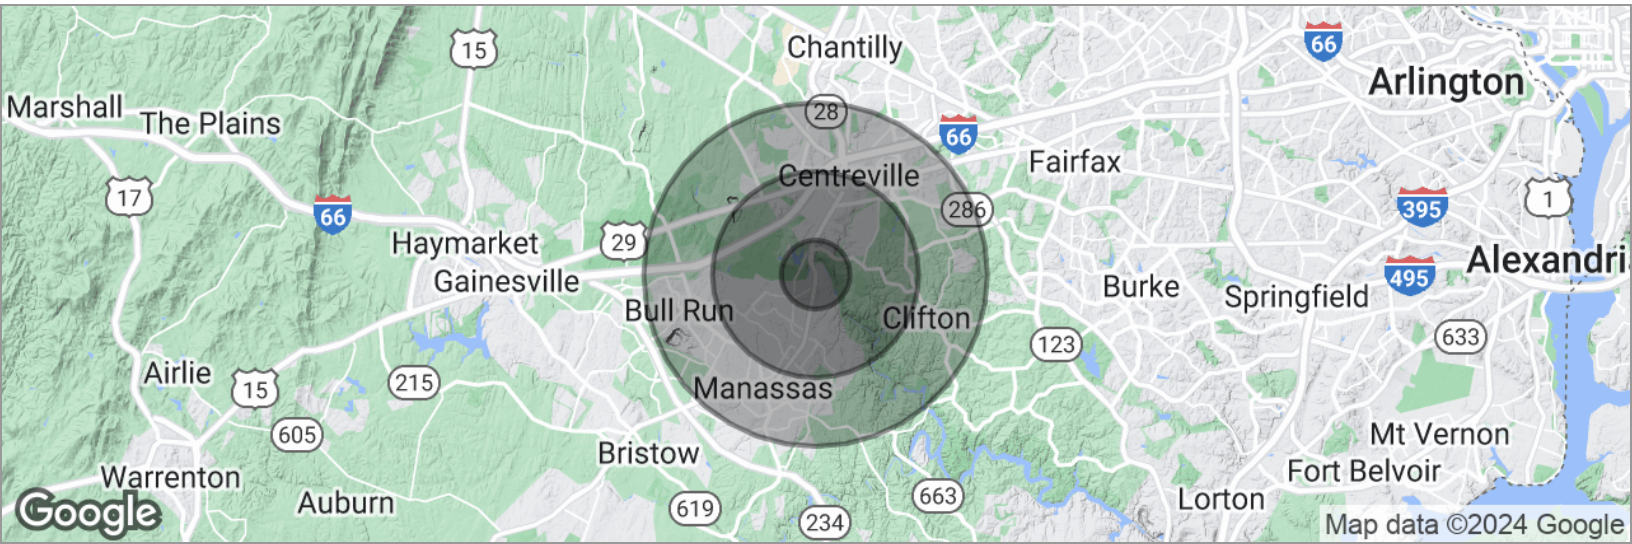 Chantilly
15
66
Arlington
Marshall
The Plains
28
66
Centreville
Fairfax
17
66
286
395
1
Haymarket
29
Gainesville
Alexandri
495
Burke
Springfield
Bull Run
Clifton
123
633
Airlie
15
215
Manassas
605
Mt Vernon
Bristow
Fort Belvoir
Warrenton
Auburn
663
Lorton
Google
619
234
Map data ©2024 Google